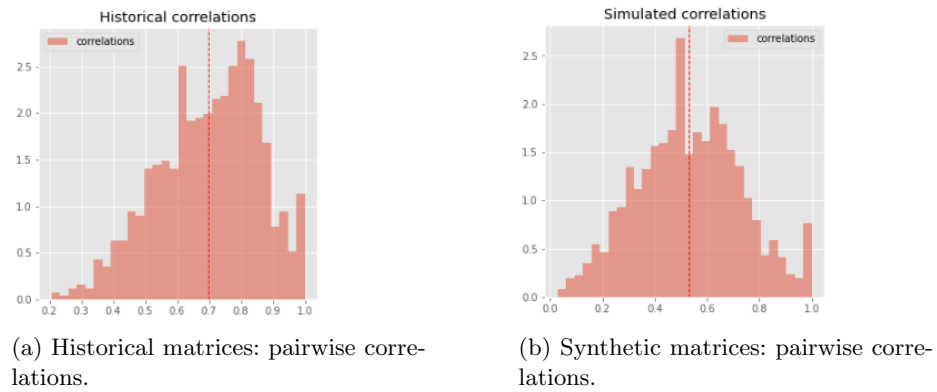 Historical correlations
correlations
2.5
2.0
1.5
1.0
0.5
0.0
0.2 0.3 0.4 0.5 0.6 0.7 0.8 0.9 1.0
(a) Historical matrices: pairwise corre-
lations.
Simulated correlations
correlations
2.5
2.0
1.5
1.0
0.5
0.0
0.0 0.2 0.4 0.6 0.8 1.0
(b) Synthetic matrices: pairwise corre-
lations.